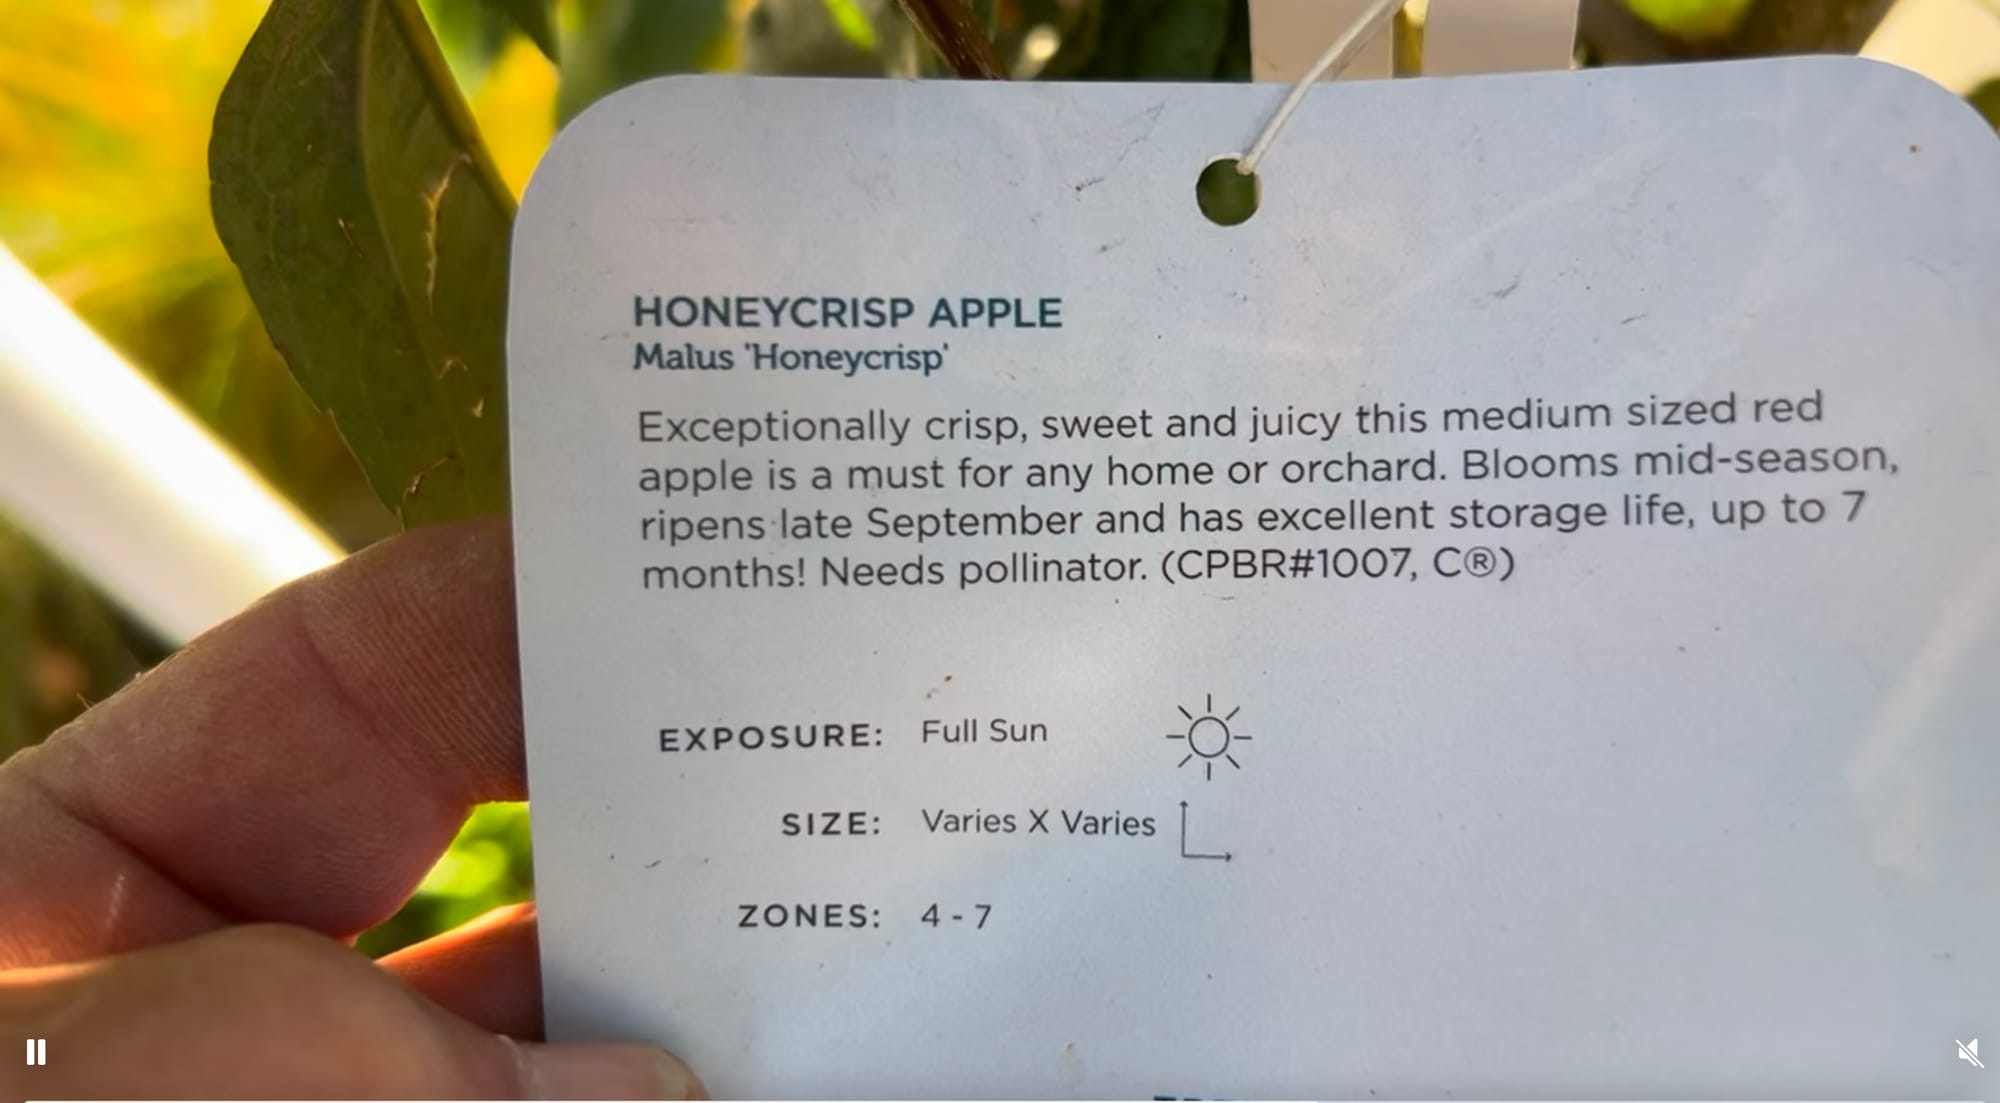 HONEYCRISP APPLE
Malus 'Honeycrisp'
Exceptionally crisp, sweet and juicy this medium sized red
apple is a must for any home or orchard. Blooms mid-season,
ripens late September and has excellent storage life, up to 7
months! Needs pollinator. (CPBR#1007, C®)
EXPOSURE: Full Sun
SIZE: Varies X Varies
ZONES: 4 - 7